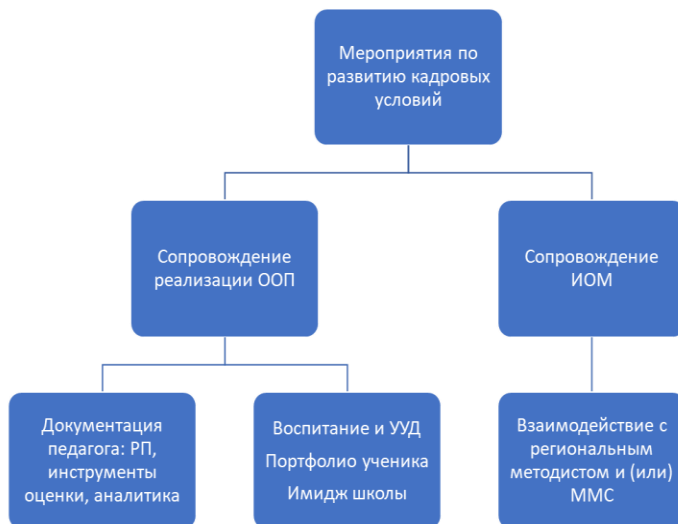 Мероприятия по
развитию кадровых
условий
Сопровождение
реализации ООП
Сопровождение
ИОМ
Документация
педагога: РП,
инструменты
оценки, аналитика
Воспитание и УУД
Портфолио ученика
Имидж школы
Взаимодействие с
региональным
методистом и (или)
ММС